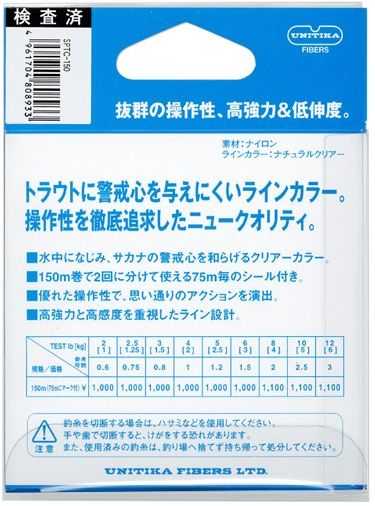 検査済
SPTC-150
4961704808933
UNITIKA
FIBERS
抜群の操作性、高強力&低伸度。
素材:ナイロン
ラインカラー:ナチュラルクリアー
トラウトに警戒心を与えにくいラインカラー。
操作性を徹底追求したニュークオリティ。
■水中になじみ、サカナの警戒心を和らげるクリアーカラー。
■150m巻で2回に分けて使える75m毎のシール付き。
■優れた操作性で、思い通りのアクションを演出。
■高強力と高感度を重視したライン設計。
TEST lb[kg] 2[1] 2.5[1.25] 3[1.5] 4[2] 5[2.5] 6[3] 8[4] 10[5] 12[6]
規格/価格 参考号数 0.6 0.75 0.8 1 1.2 1.5 2 2.5 3
150m(75mにマーク付)¥ 1,000 1,000 1,000 1,000 1,000 1,000 1,100 1,100 1,100
注意
釣糸を切断する場合は、ハサミなどを使用してください。
手や歯で切断すると、けがをする恐れがあります。
また、使用済みの釣糸は、釣り場へ捨てず持ち帰って処分してください。
UNITIKA FIBERS LTD.